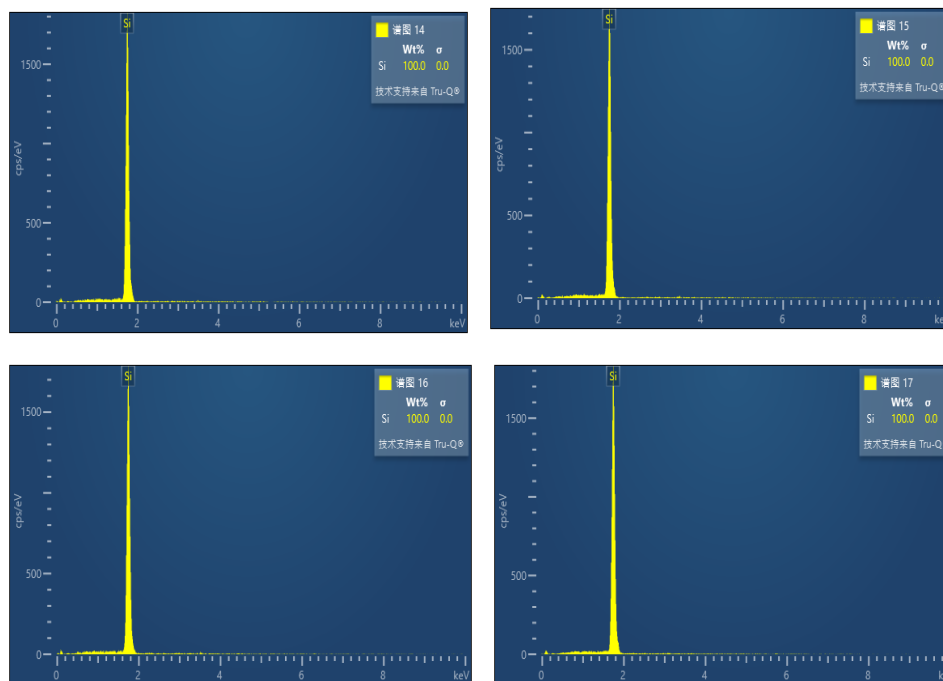 Si
谱图 14
Wt% σ
Si 100.0 0.0
技术支持来自 Tru-Q®
1500
cps/eV
500
0
0 2 4 6 8 keV
Si
谱图 15
Wt% σ
Si 100.0 0.0
技术支持来自 Tru-Q®
1500
cps/eV
500
0
0 2 4 6 8 ke
Si
谱图 16
Wt% σ
Si 100.0 0.0
技术支持来自 Tru-Q®
1500
cps/eV
500
0
0 2 4 6 8 keV
Si
谱图 17
Wt% σ
Si 100.0 0.0
技术支持来自 Tru-Q
1500
cps/eV
500
0
0 2 4 6 8 ke